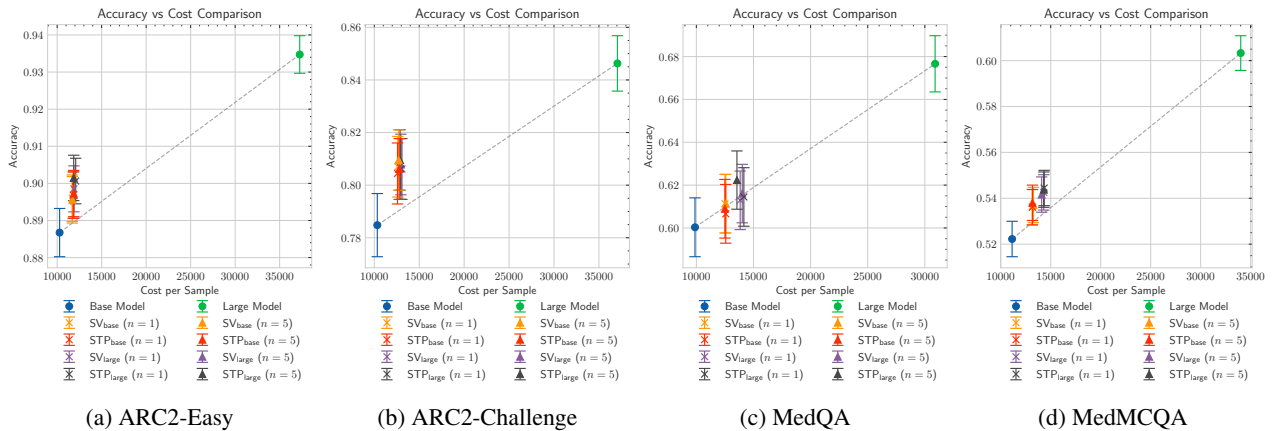 Accuracy vs Cost Comparison
0.94
0.93
0.92
0.91
0.90
0.89
0.88
Accuracy
10000 15000 20000 25000 30000 35000
Cost per Sample
Base Model Large Model
SVbase (n = 1) SVbase (n = 5)
STPbase (n = 1) STPbase (n = 5)
SVlarge (n = 1) SVlarge (n = 5)
STPlarge (n = 1) STPlarge (n = 5)
(a) ARC2-Easy
Accuracy vs Cost Comparison
0.86
0.84
0.82
0.80
0.78
Accuracy
10000 15000 20000 25000 30000 35000
Cost per Sample
Base Model Large Model
SVbase (n = 1) SVbase (n = 5)
STPbase (n = 1) STPbase (n = 5)
SVlarge (n = 1) SVlarge (n = 5)
STPlarge (n = 1) STPlarge (n = 5)
(b) ARC2-Challenge
Accuracy vs Cost Comparison
0.68
0.66
0.64
0.62
0.60
Accuracy
10000 15000 20000 25000 30000
Cost per Sample
Base Model Large Model
SVbase (n = 1) SVbase (n = 5)
STPbase (n = 1) STPbase (n = 5)
SVlarge (n = 1) SVlarge (n = 5)
STPlarge (n = 1) STPlarge (n = 5)
(c) MedQA
Accuracy vs Cost Comparison
0.60
0.58
0.56
0.54
0.52
Accuracy
10000 15000 20000 25000 30000 35000
Cost per Sample
Base Model Large Model
SVbase (n = 1) SVbase (n = 5)
STPbase (n = 1) STPbase (n = 5)
SVlarge (n = 1) SVlarge (n = 5)
STPlarge (n = 1) STPlarge (n = 5)
(d) MedMCQA